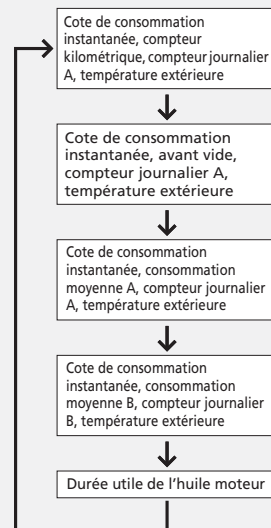 Cote de consommation
instantanée, compteur
kilométrique, compteur journalier
A, température extérieure
Cote de consommation
instantanée, avant vide,
compteur journalier A,
température extérieure
Cote de consommation
instantanée, consommation
moyenne A, compteur journalier
A, température extérieure
Cote de consommation
instantanée, consommation
moyenne B, compteur journalier
B, température extérieure
Durée utile de l'huile moteur